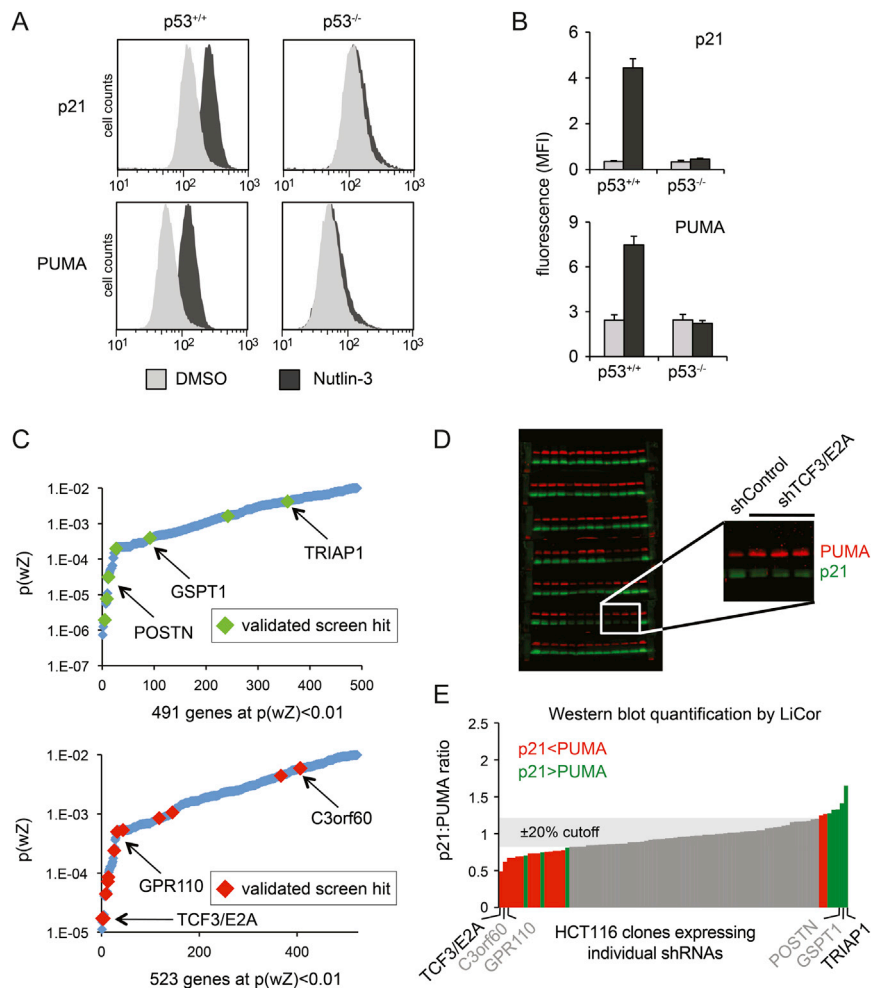 A
p53+/+
p53-/-
p21
cell counts
10¹ 10² 10³
10¹ 10² 10³
PUMA
cell counts
10¹ 10² 10³
10¹ 10² 10³
DMSO
Nutlin-3
B
fluorescence (MFI)
p21
6
4
2
0
p53+/+
p53-/-
PUMA
9
6
3
0
p53+/+
p53-/-
C
p(wZ)
1.E-02
1.E-03
1.E-04
1.E-05
1.E-06
1.E-07
TRIAP1
GSPT1
POSTN
validated screen hit
0 100 200 300 400 500
491 genes at p(wZ)<0.01
p(wZ)
1.E-02
1.E-03
1.E-04
1.E-05
C3orf60
GPR110
validated screen hit
TCF3/E2A
0 200 400
523 genes at p(wZ)<0.01
D
shControl
shTCF3/E2A
PUMA
p21
E
Western blot quantification by LiCor
p21:PUMA ratio
2.5
2
1.5
1
0.5
0
p21<PUMA
p21>PUMA
±20% cutoff
TCF3/E2A
C3orf60
GPR110
HCT116 clones expressing
individual shRNAs
POSTN
GSPT1
TRIAP1